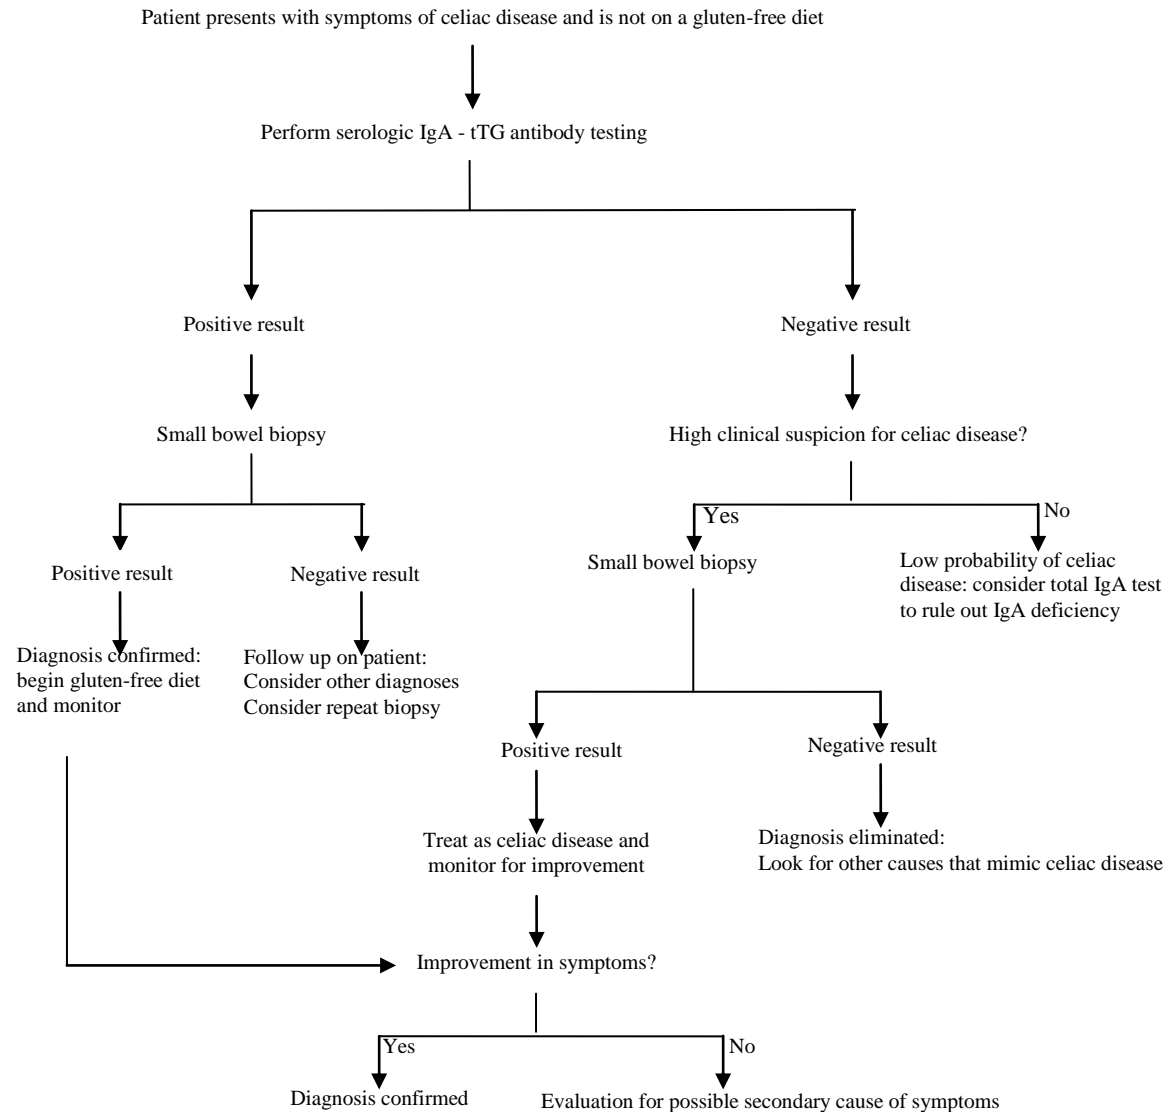 Patient presents with symptoms of celiac disease and is not on a gluten-free diet
Perform serologic IgA - tTG antibody testing
Positive result
Negative result
Small bowel biopsy
High clinical suspicion for celiac disease?
Yes
No
Positive result
Negative result
Small bowel biopsy
Low probability of celiac
disease: consider total IgA test
to rule out IgA deficiency
Diagnosis confirmed:
begin gluten-free diet
and monitor
Follow up on patient:
Consider other diagnoses
Consider repeat biopsy
Positive result
Negative result
Treat as celiac disease and
monitor for improvement
Diagnosis eliminated:
Look for other causes that mimic celiac disease
Improvement in symptoms?
Yes
No
Diagnosis confirmed
Evaluation for possible secondary cause of symptoms